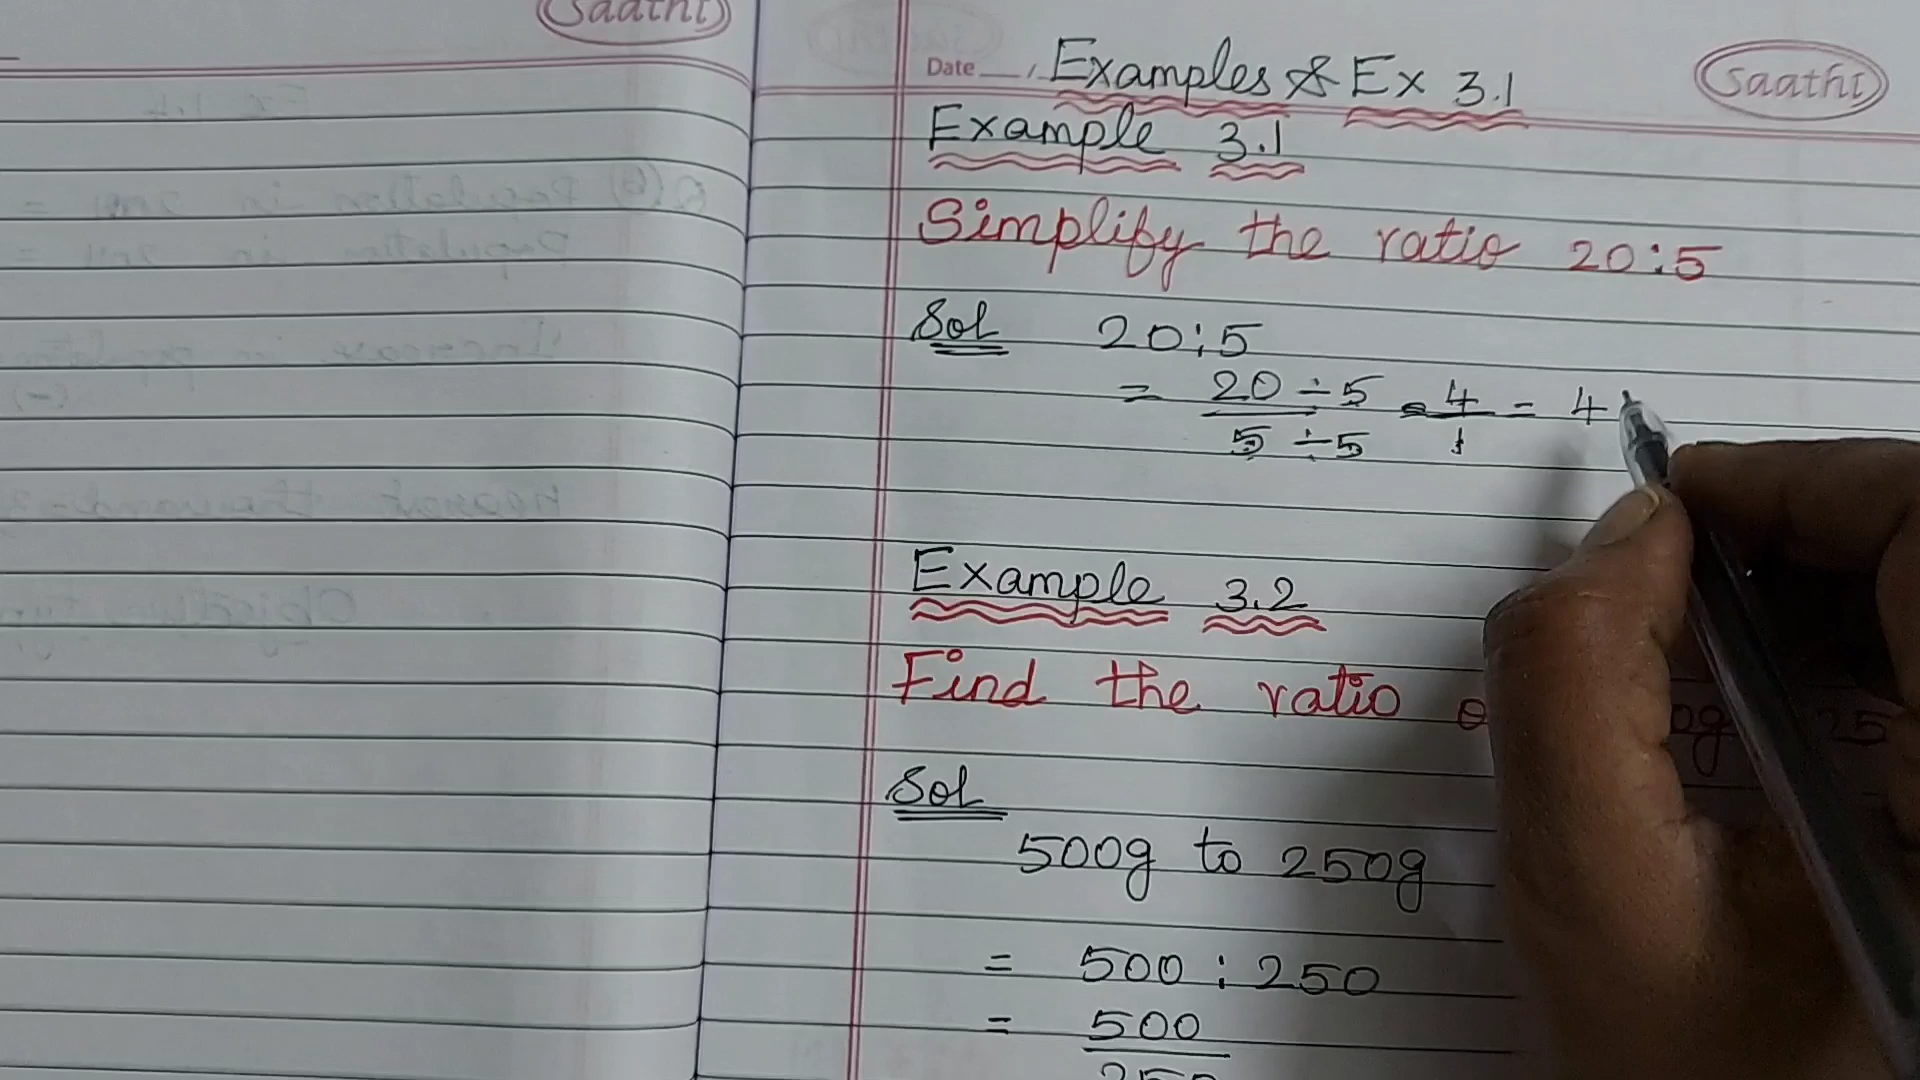 Saathi
Saathi
Date
Examples & Ex 3.1
Example 3.1
Simplify the ratio 20:5
Sol 20:5
= 20 ÷5 = 4 = 4
5 ÷5 1
Example 3.2
Find the ratio
Sol
500g to 250g
= 500 : 250
= 500
250